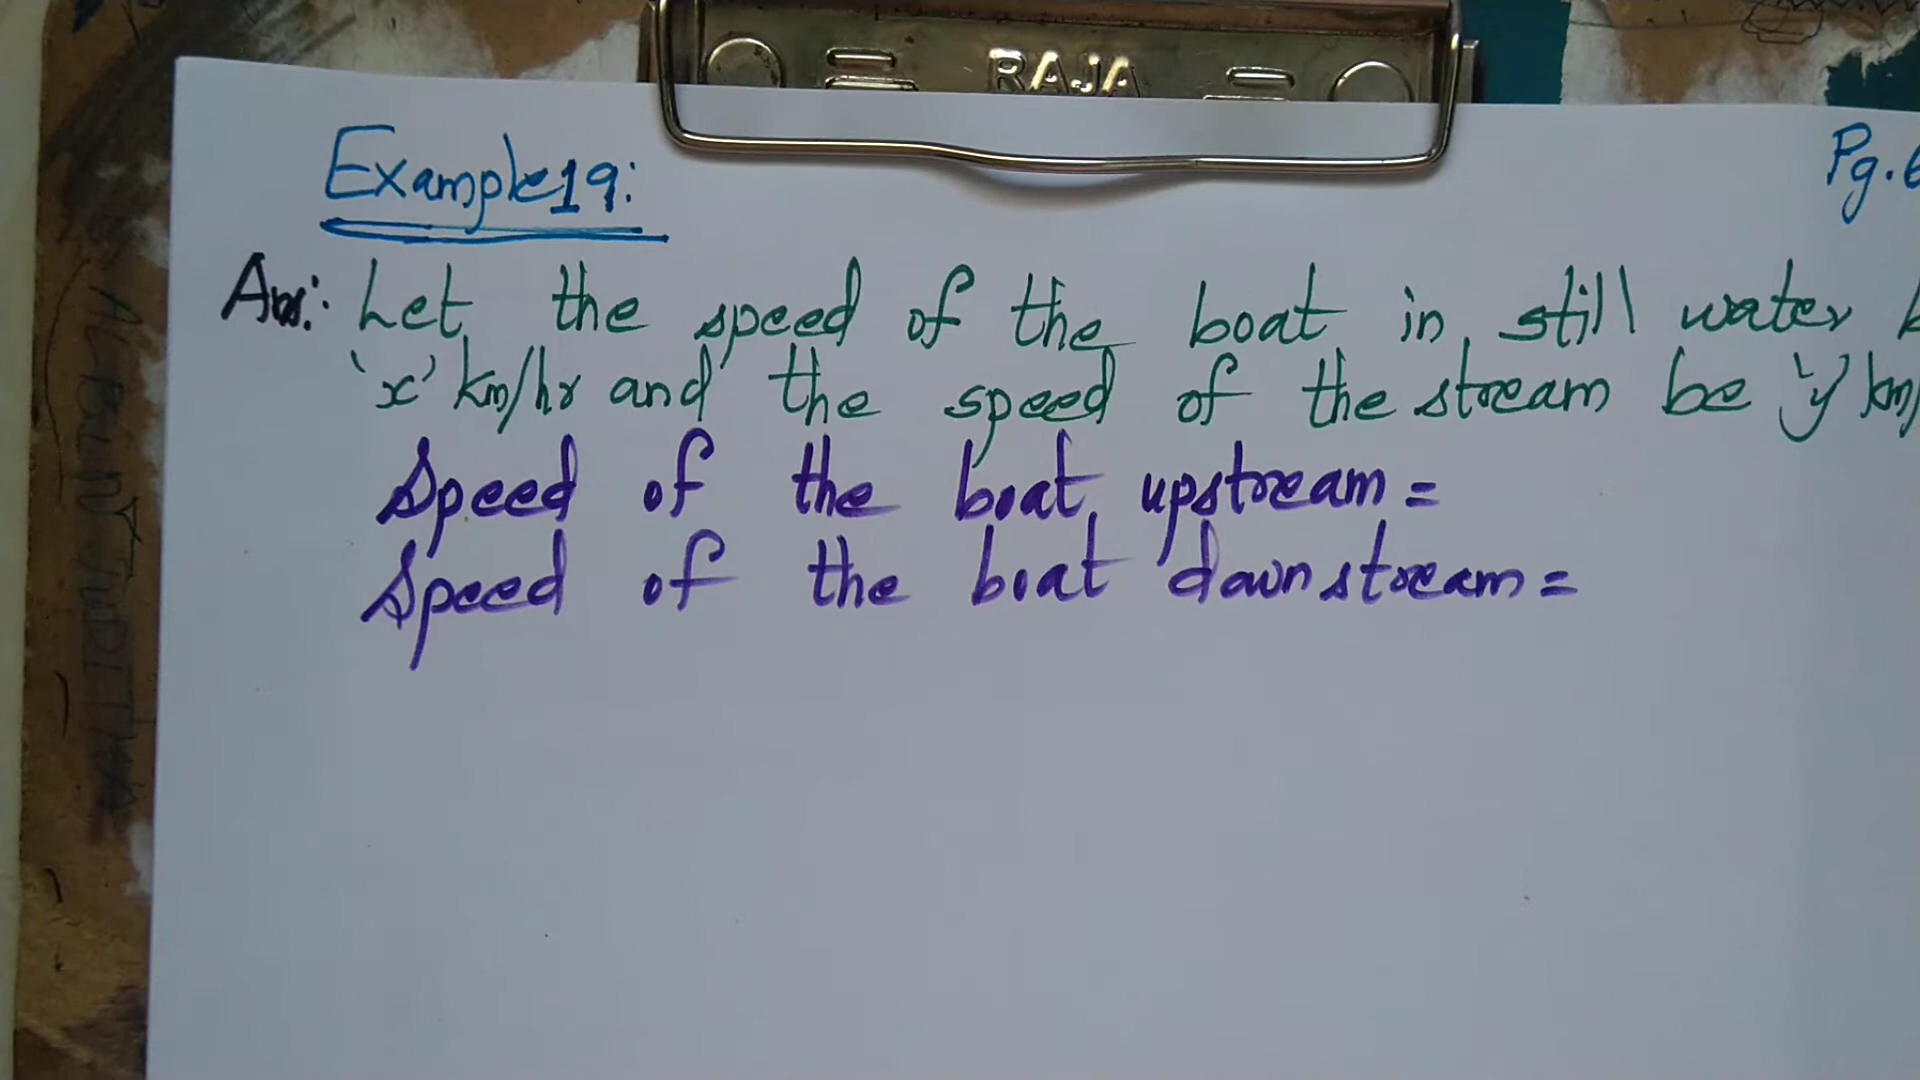 RAJA
Example 19:
Pg. 6
Ans: Let the speed of the boat in still water
'x' km/hr and the speed of the stream be 'y' km/
Speed of the boat upstream =
Speed of the boat downstream =